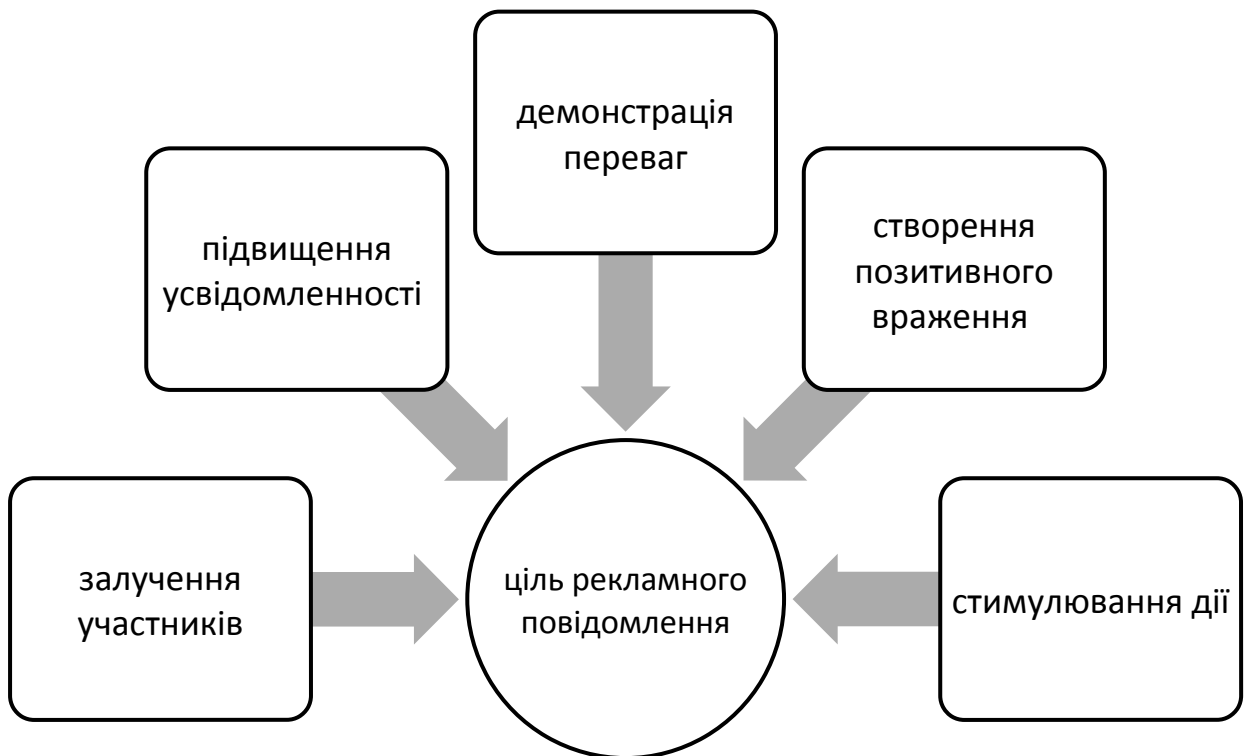 демонстрація
переваг
підвищення
усвідомленності
створення
позитивного
враження
залучення
участників
ціль рекламного
повідомлення
стимулювання дії